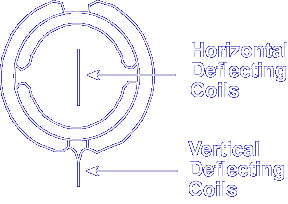 Horizontal
Deflecting
Coils
Vertical
Deflecting
Coils